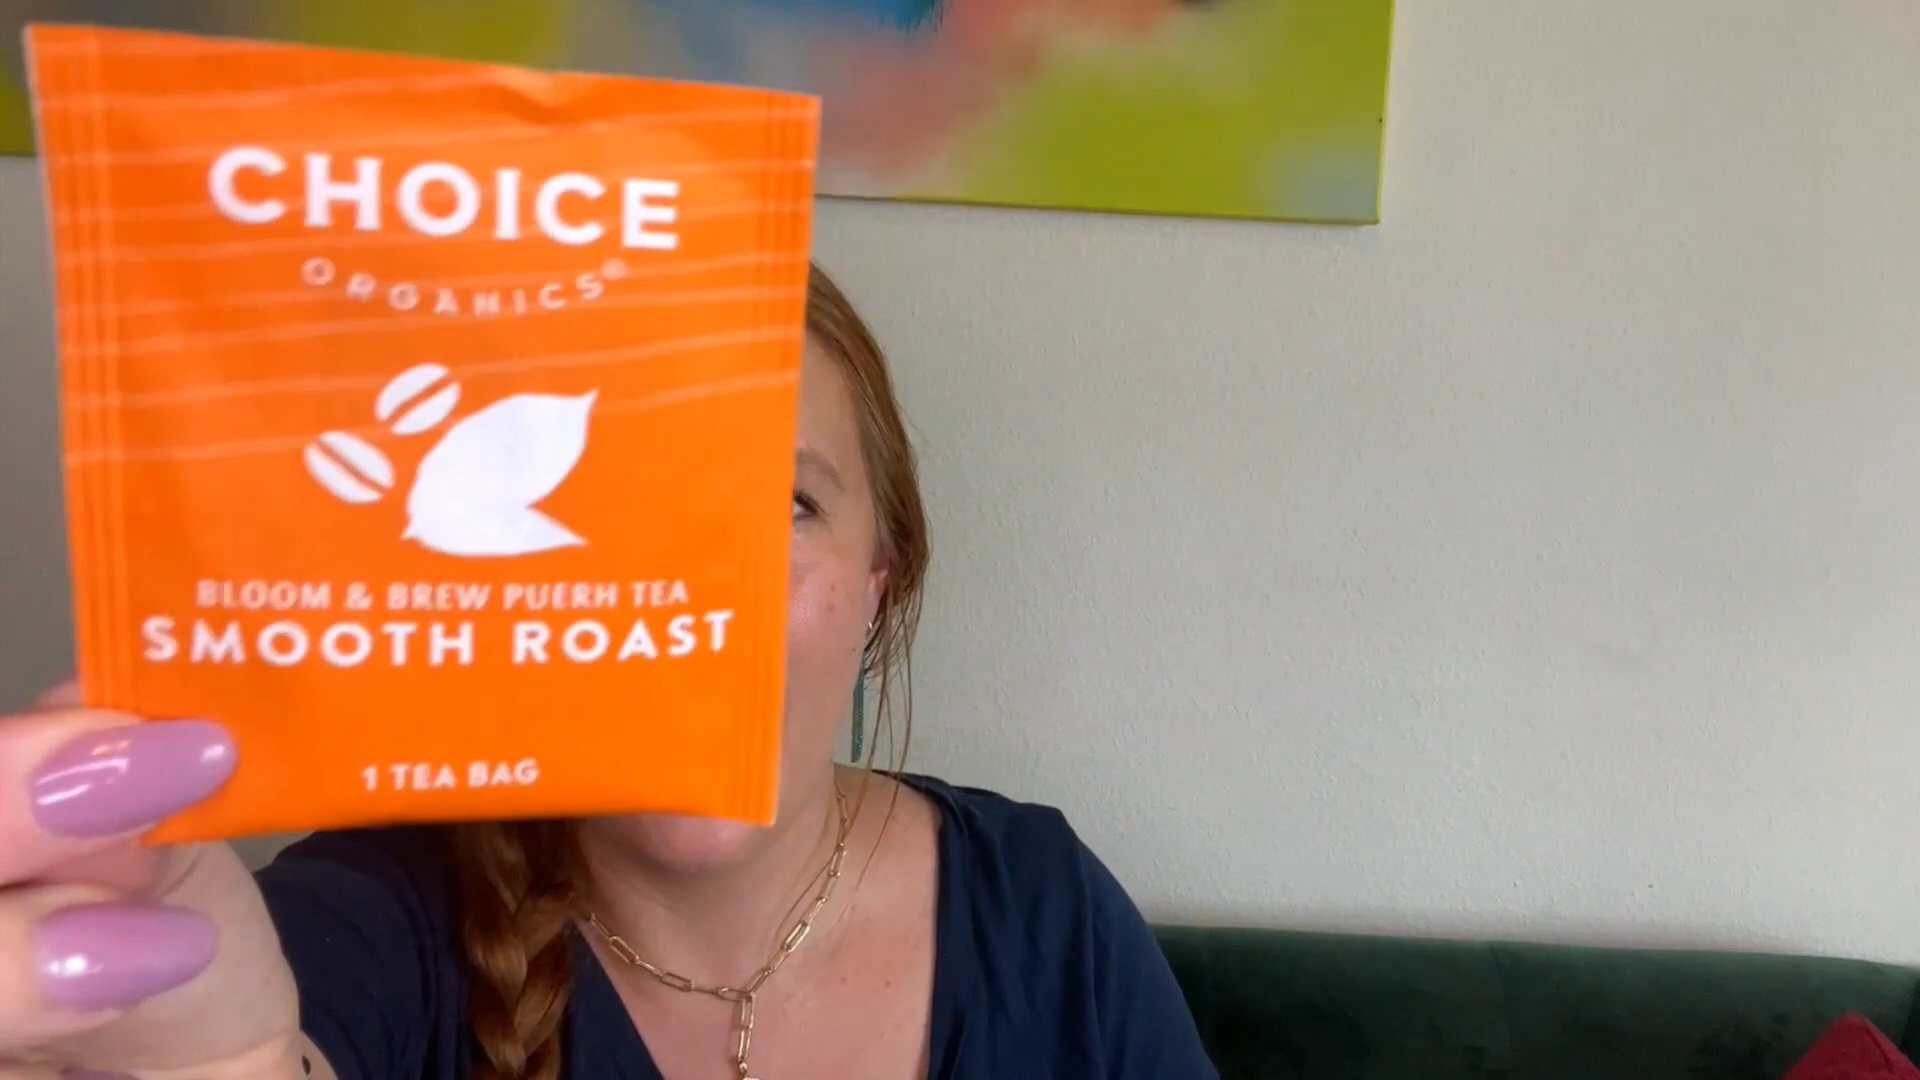 CHOICE
ORGANICS®
BLOOM & BREW PUERH TEA
SMOOTH ROAST
1 TEA BAG